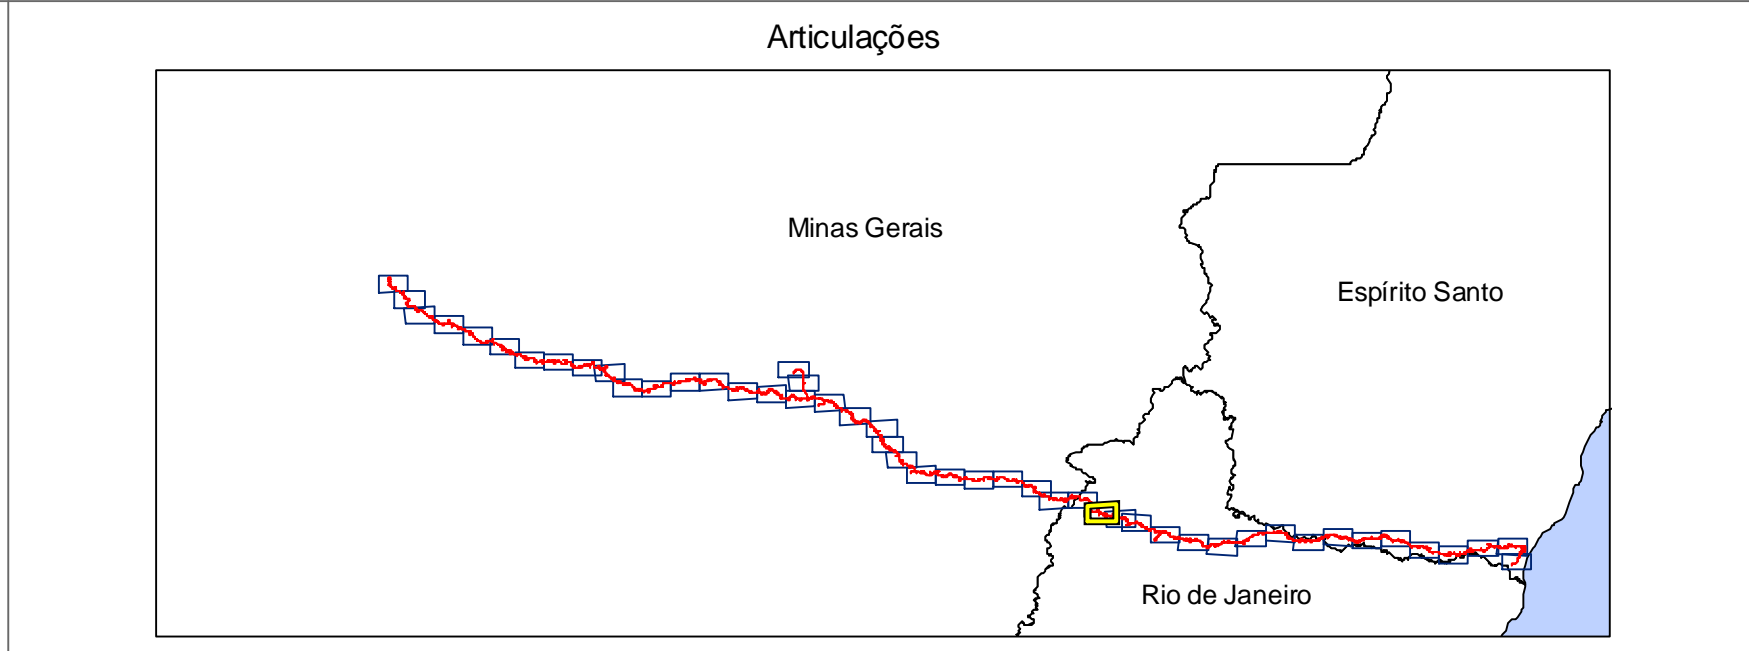 Articulações
Minas Gerais
Espírito Santo
Rio de Janeiro